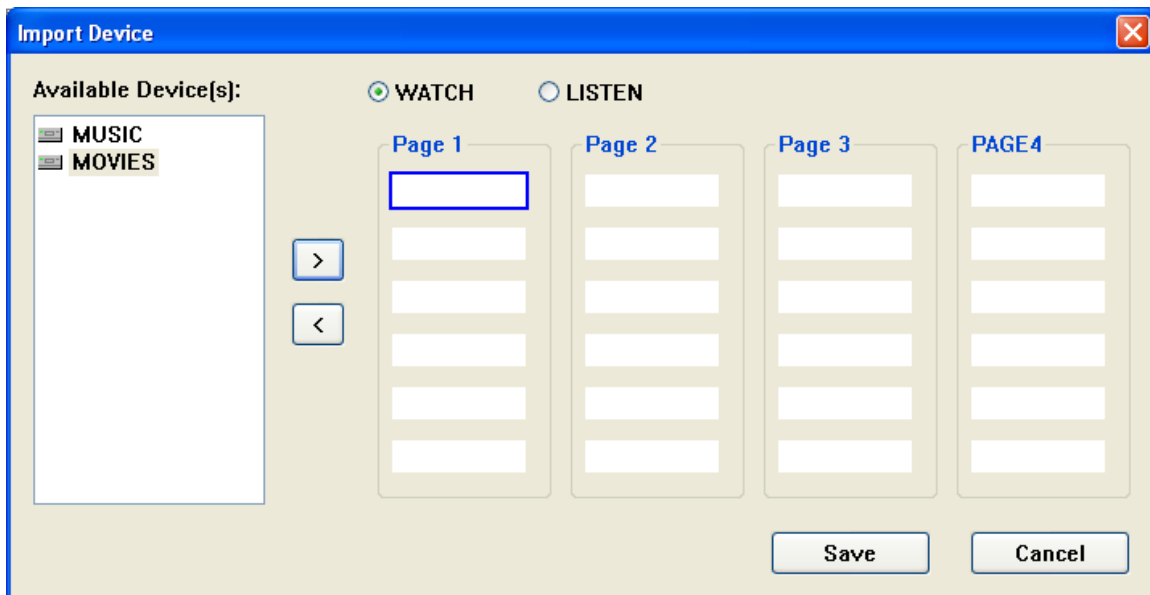 Import Device
Available Device(s):
WATCH
LISTEN
MUSIC
MOVIES
Page 1
Page 2
Page 3
PAGE4
>
<
Save
Cancel